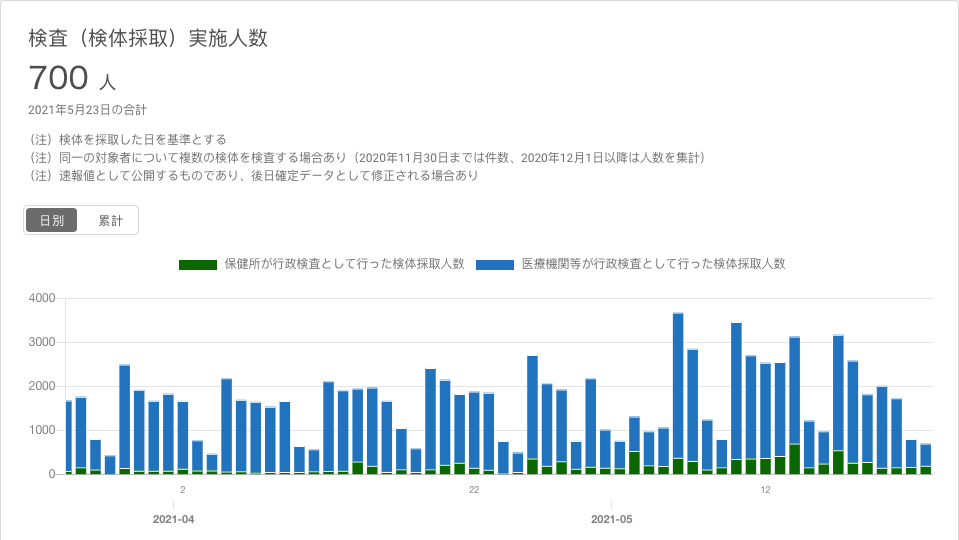 検査（検体採取）実施人数
700 人
2021年5月23日の合計
（注）検体を採取した日を基準とする
（注）同一の対象者について複数の検体を検査する場合あり（2020年11月30日までは件数、2020年12月1日以降は人数を集計）
（注）速報値として公開するものであり、後日確定データとして修正される場合あり
日別 累計
保健所が行政検査として行った検体採取人数 医療機関等が行政検査として行った検体採取人数
4000
3000
2000
1000
0
2 22 12
2021-04 2021-05